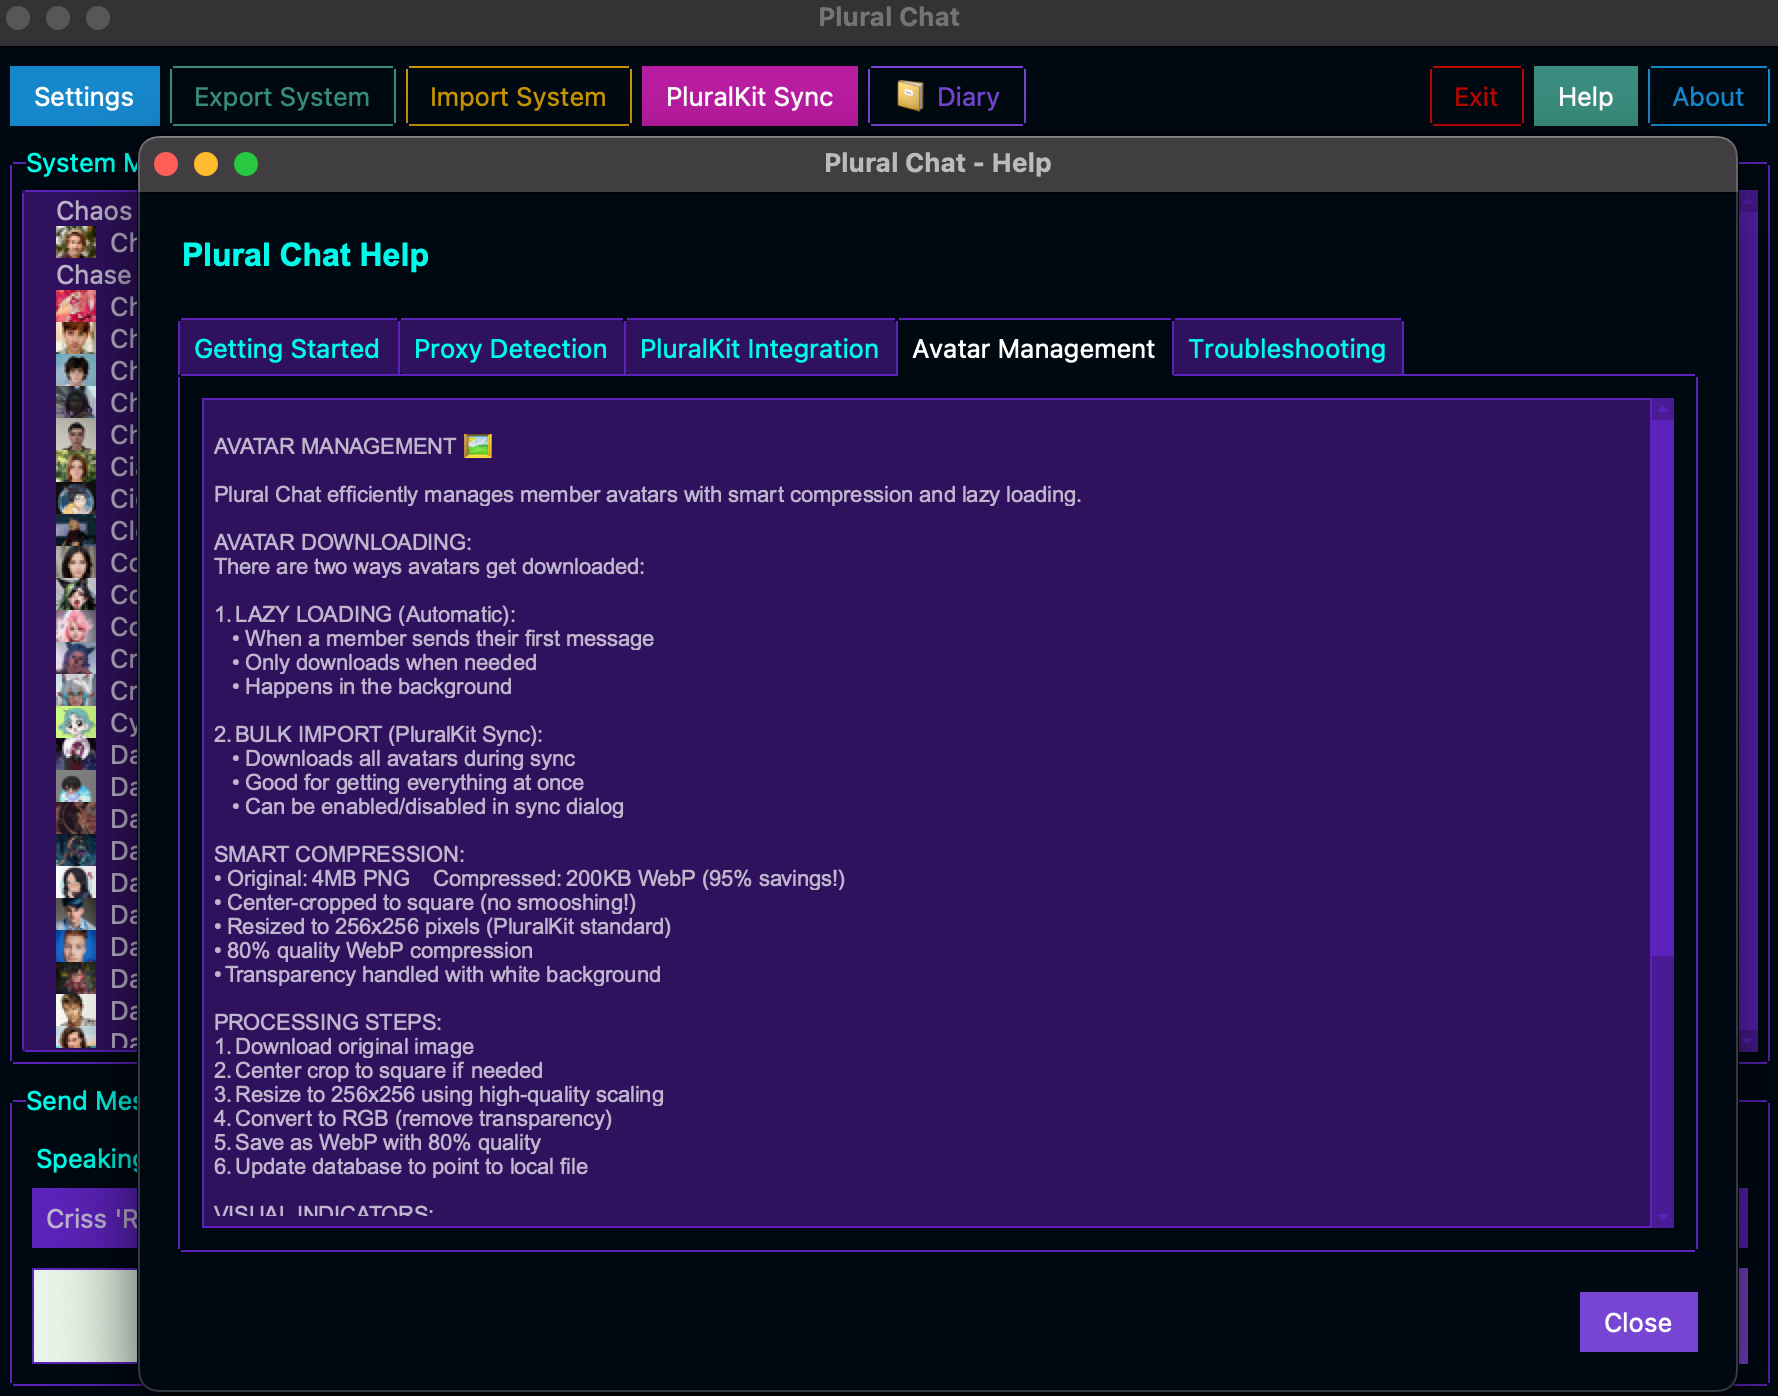 Plural Chat
Settings
Export System
Import System
PluralKit Sync
📔 Diary
Exit
Help
About
System M
Plural Chat - Help
Chaos
Ch
Chase
Ch
Ch
Ch
Ch
Ch
Cia
Cie
Cle
Co
Co
Co
Cr
Cr
Cy
Da
Da
Da
Da
Da
Da
Da
Da
Da
Da
Plural Chat Help
Getting Started
Proxy Detection
PluralKit Integration
Avatar Management
Troubleshooting
AVATAR MANAGEMENT 🖼️
Plural Chat efficiently manages member avatars with smart compression and lazy loading.
AVATAR DOWNLOADING:
There are two ways avatars get downloaded:
1. LAZY LOADING (Automatic):
• When a member sends their first message
• Only downloads when needed
• Happens in the background
2. BULK IMPORT (PluralKit Sync):
• Downloads all avatars during sync
• Good for getting everything at once
• Can be enabled/disabled in sync dialog
SMART COMPRESSION:
• Original: 4MB PNG    Compressed: 200KB WebP (95% savings!)
• Center-cropped to square (no smooshing!)
• Resized to 256x256 pixels (PluralKit standard)
• 80% quality WebP compression
• Transparency handled with white background
PROCESSING STEPS:
1. Download original image
2. Center crop to square if needed
3. Resize to 256x256 using high-quality scaling
4. Convert to RGB (remove transparency)
5. Save as WebP with 80% quality
6. Update database to point to local file
VISUAL INDICATORS:
Send Mes
Speaking
Criss 'R
Close